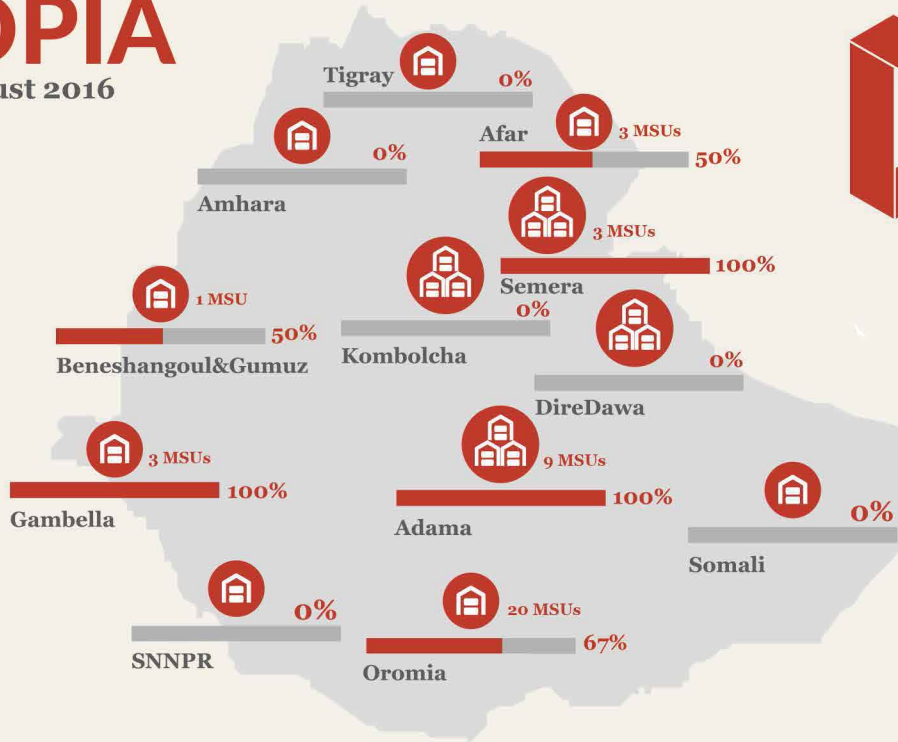 OPIA
ust 2016
Tigray
0%
Afar
3 MSUs
50%
0%
Amhara
3 MSUs
100%
Semera
1 MSU
50%
Beneshangoul&Gumuz
0%
Kombolcha
0%
DireDawa
3 MSUs
100%
Gambella
9 MSUs
100%
Adama
0%
Somali
0%
SNNPR
20 MSUs
67%
Oromia